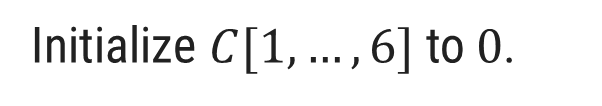 Initialize C[1, ... , 6] to 0.